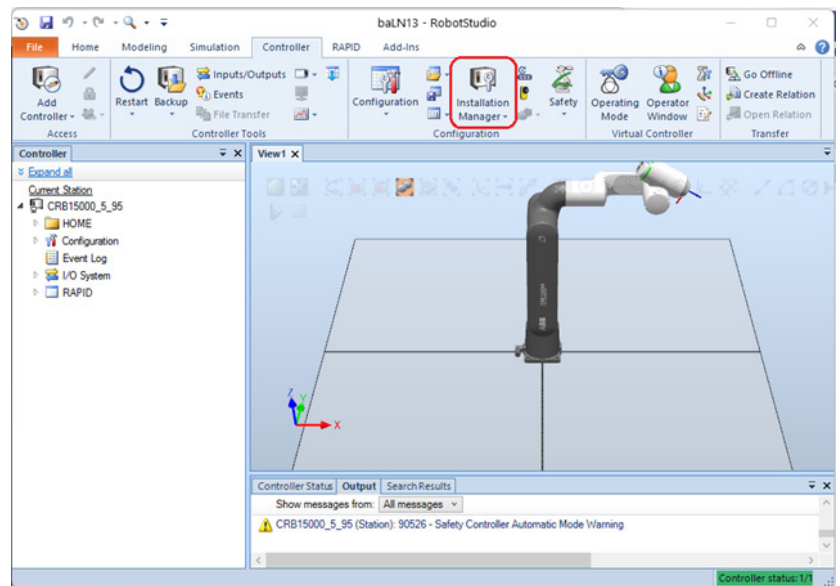 baLN13 - RobotStudio
File Home Modeling Simulation Controller RAPID Add-Ins
Add Controller
Restart
Backup
Inputs/Outputs
Events
File Transfer
Configuration
Installation Manager
Safety
Operating Mode
Operator Window
Go Offline
Create Relation
Open Relation
Access Controller Tools Configuration Virtual Controller Transfer
Controller
Expand all
Current Station
CRB15000_5_95
HOME
Configuration
Event Log
I/O System
RAPID
View1
ABB
Z
Y
X
Controller Status Output Search Results
Show messages from: All messages
CRB15000_5_95 (Station): 90526 - Safety Controller Automatic Mode Warning
Controller status: 1/1